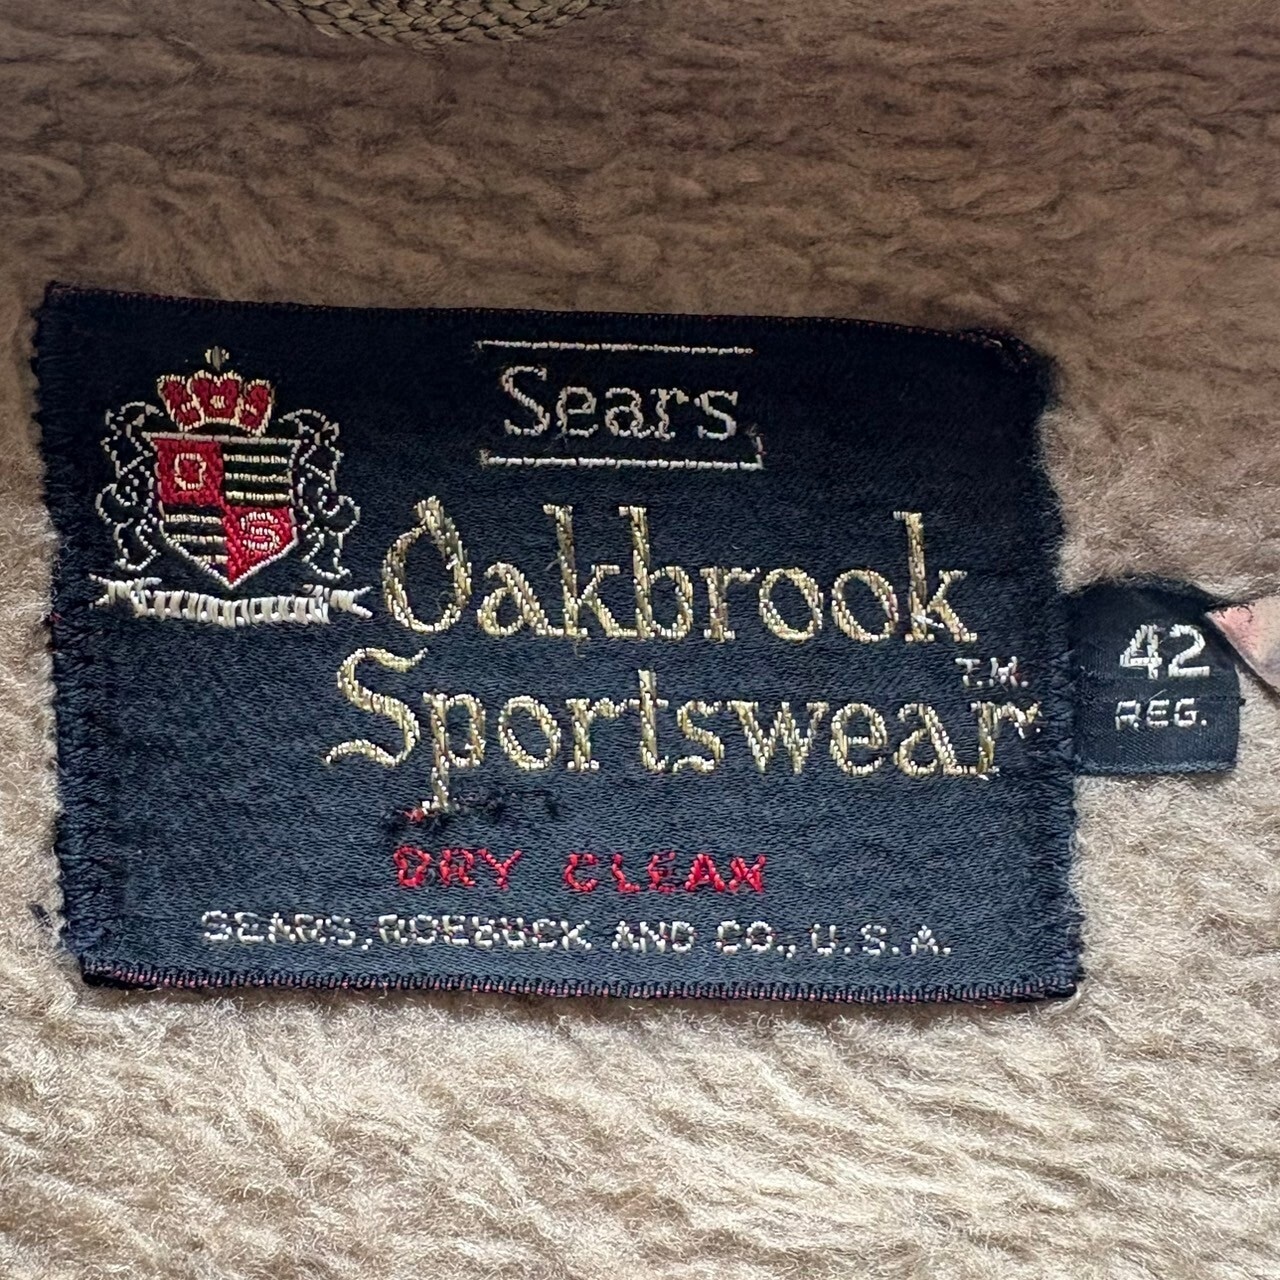 Sears
O
S
Oakbrook
T.M.
Sportswear
42
REG.
DRY CLEAN
SEARS, ROEBUCK AND CO., U.S.A.